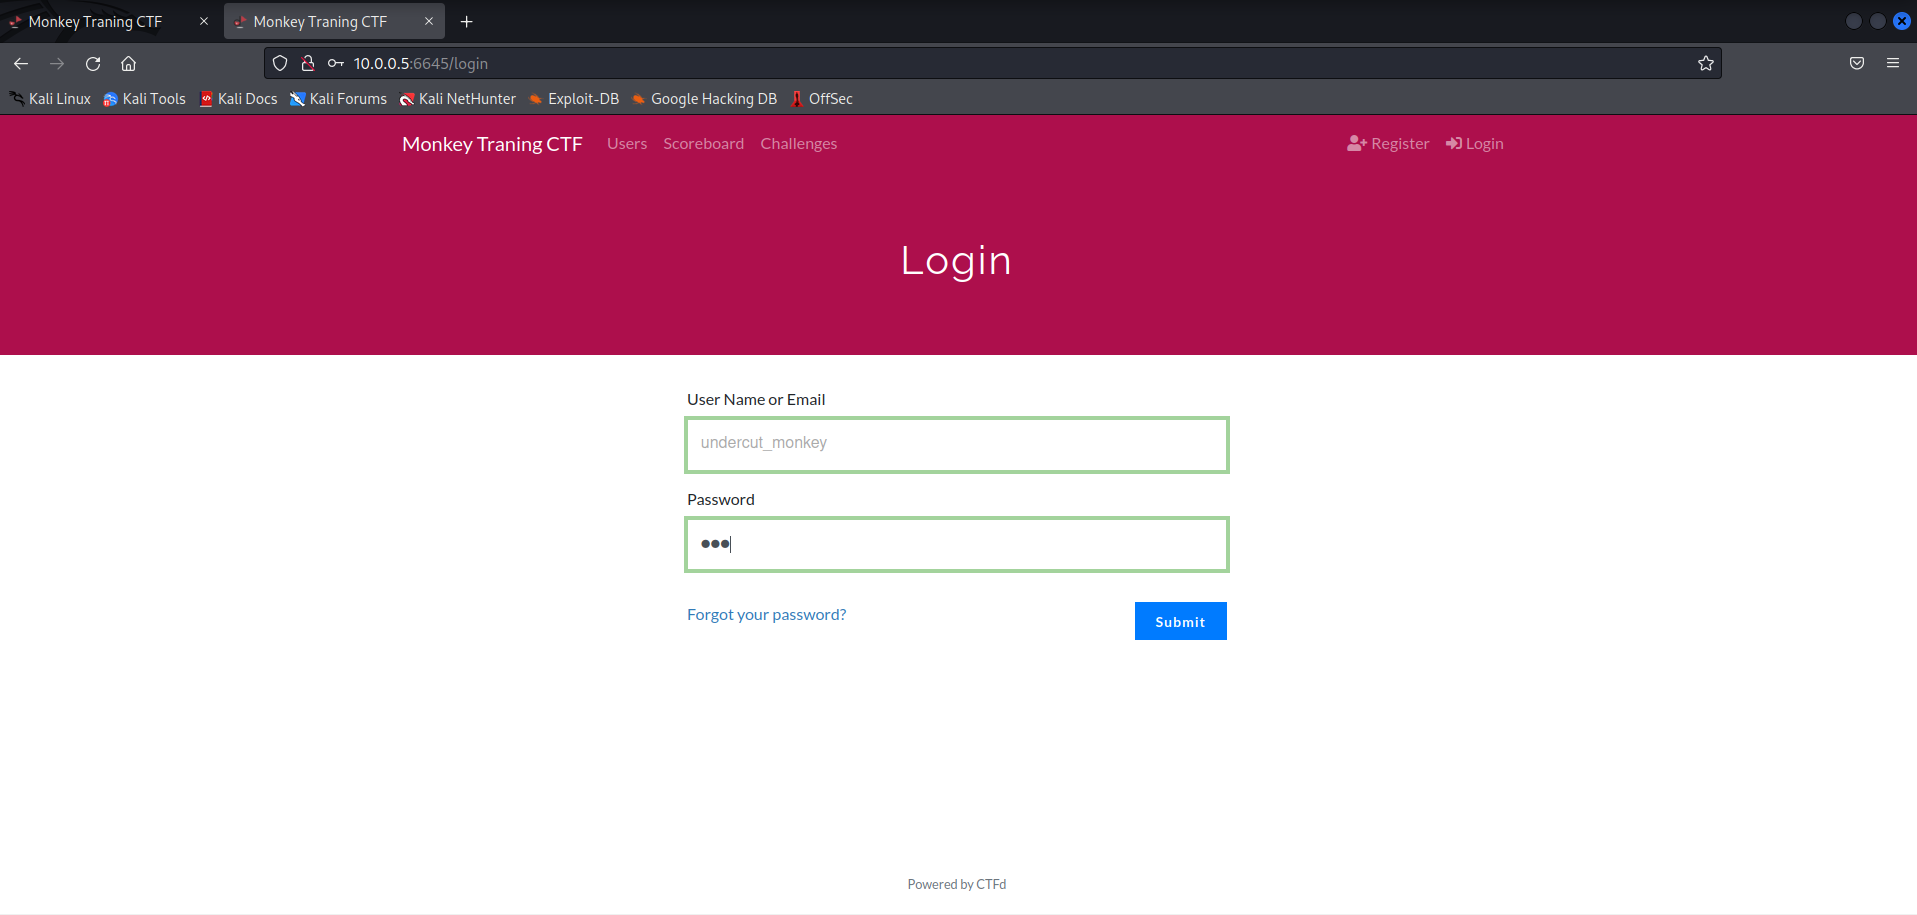 Monkey Traning CTF
Monkey Traning CTF
10.0.0.5:6645/login
Kali Linux Kali Tools Kali Docs Kali Forums Kali NetHunter Exploit-DB Google Hacking DB OffSec
Monkey Traning CTF Users Scoreboard Challenges Register Login
Login
User Name or Email
undercut_monkey
Password
Forgot your password?
Submit
Powered by CTFd